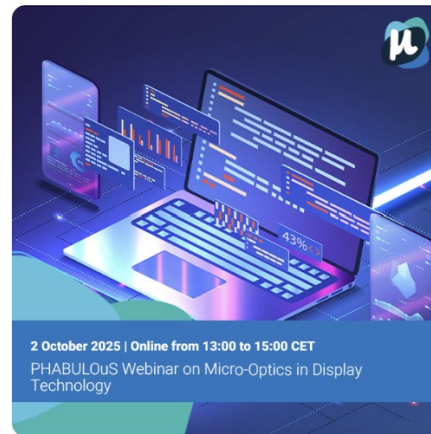 μ
43%<>
2 October 2025 | Online from 13:00 to 15:00 CET
PHABULOuS Webinar on Micro-Optics in Display
Technology